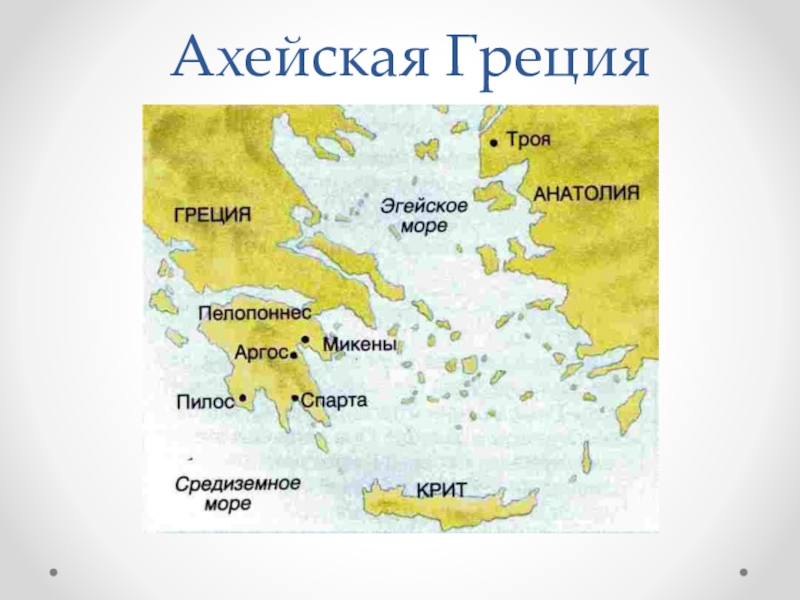 Ахейская Греция
Троя
АНАТОЛИЯ
Эгейское
море
ГРЕЦИЯ
Пелопоннес
Микены
Аргос
Пилос
Спарта
Средиземное
море
КРИТ